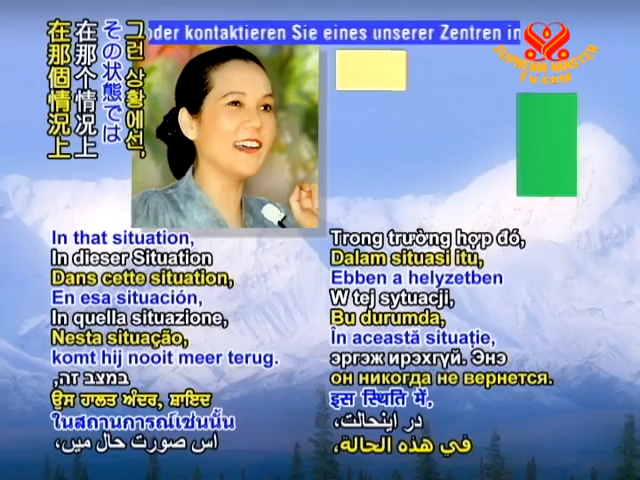 oder kontaktieren Sie eines unserer Zentren in
SUPREME MASTER
TV.COM
在那個情況上
在那个情况上
その状態では
그런 상황에선,
In that situation,
In dieser Situation
Dans cette situation,
En esa situación,
In quella situazione,
Nesta situação,
komt hij nooit meer terug.
במצב זה,
ਉਸ ਹਾਲਤ ਅੰਦਰ, ਸ਼ਾਇਦ
ในสถานการณ์เช่นนั้น
اس صورت حال میں،
Trong trường hợp đó,
Dalam situasi itu,
Ebben a helyzetben
W tej sytuacji,
Bu durumda,
În această situație,
эргэж ирэхгүй. Энэ
он никогда не вернется.
इस स्थिति में,
در اینحالت،
في هذه الحالة،